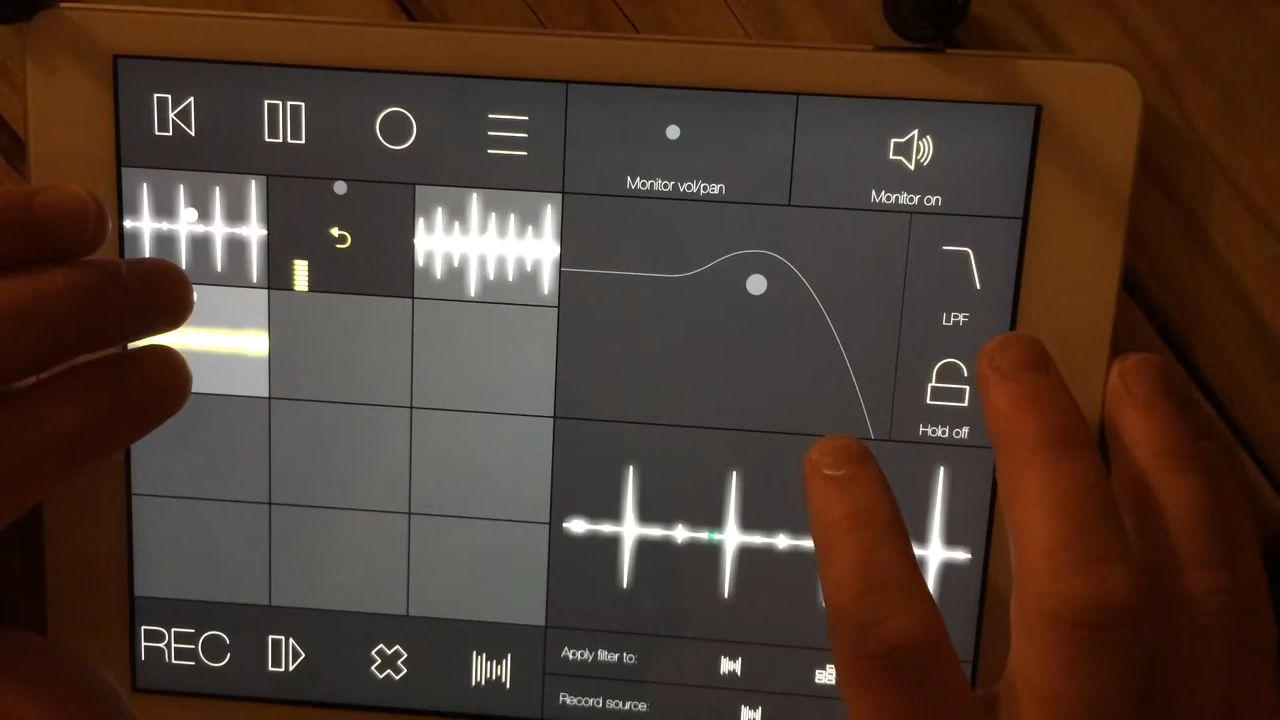 Monitor vol/pan
Monitor on
LPF
Hold off
REC
Apply filter to:
Record source: